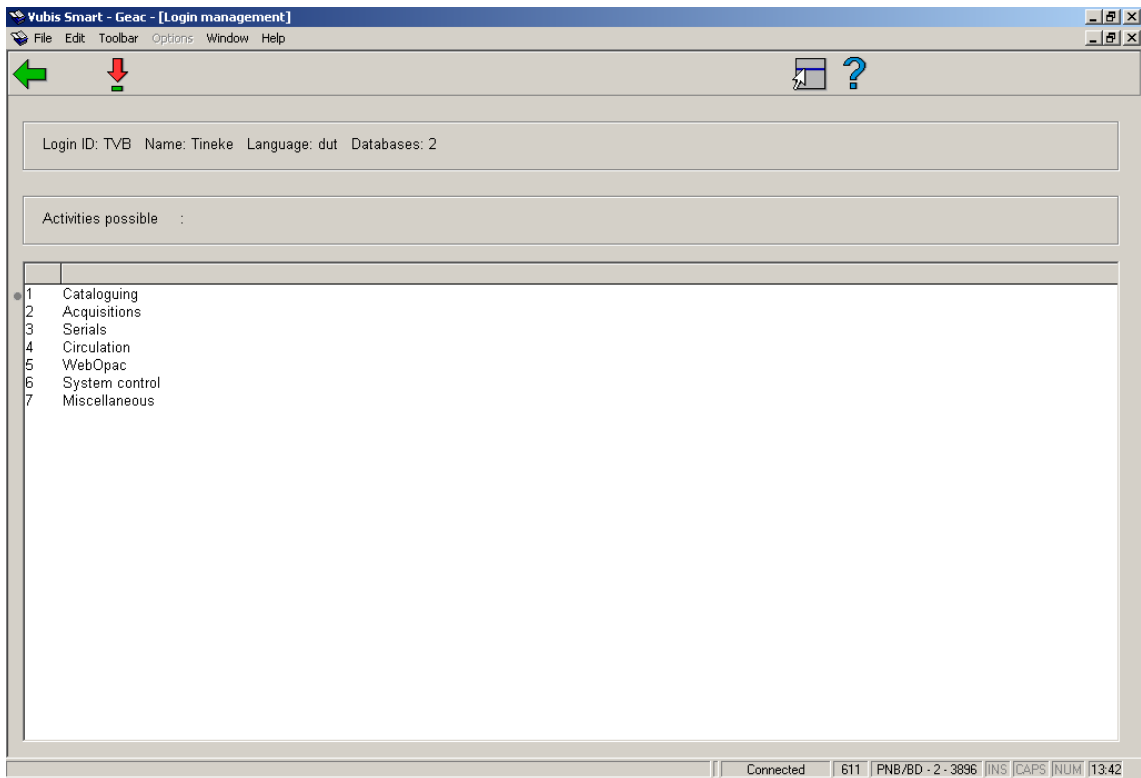 Vubis Smart - Geac - [Login management]
File Edit Toolbar Options Window Help
Login ID: TVB Name: Tineke Language: dut Databases: 2
Activities possible :
1 Cataloguing
2 Acquisitions
3 Serials
4 Circulation
5 WebOpac
6 System control
7 Miscellaneous
Connected 611 PNB/BD - 2 - 3896 INS CAPS NUM 13:42